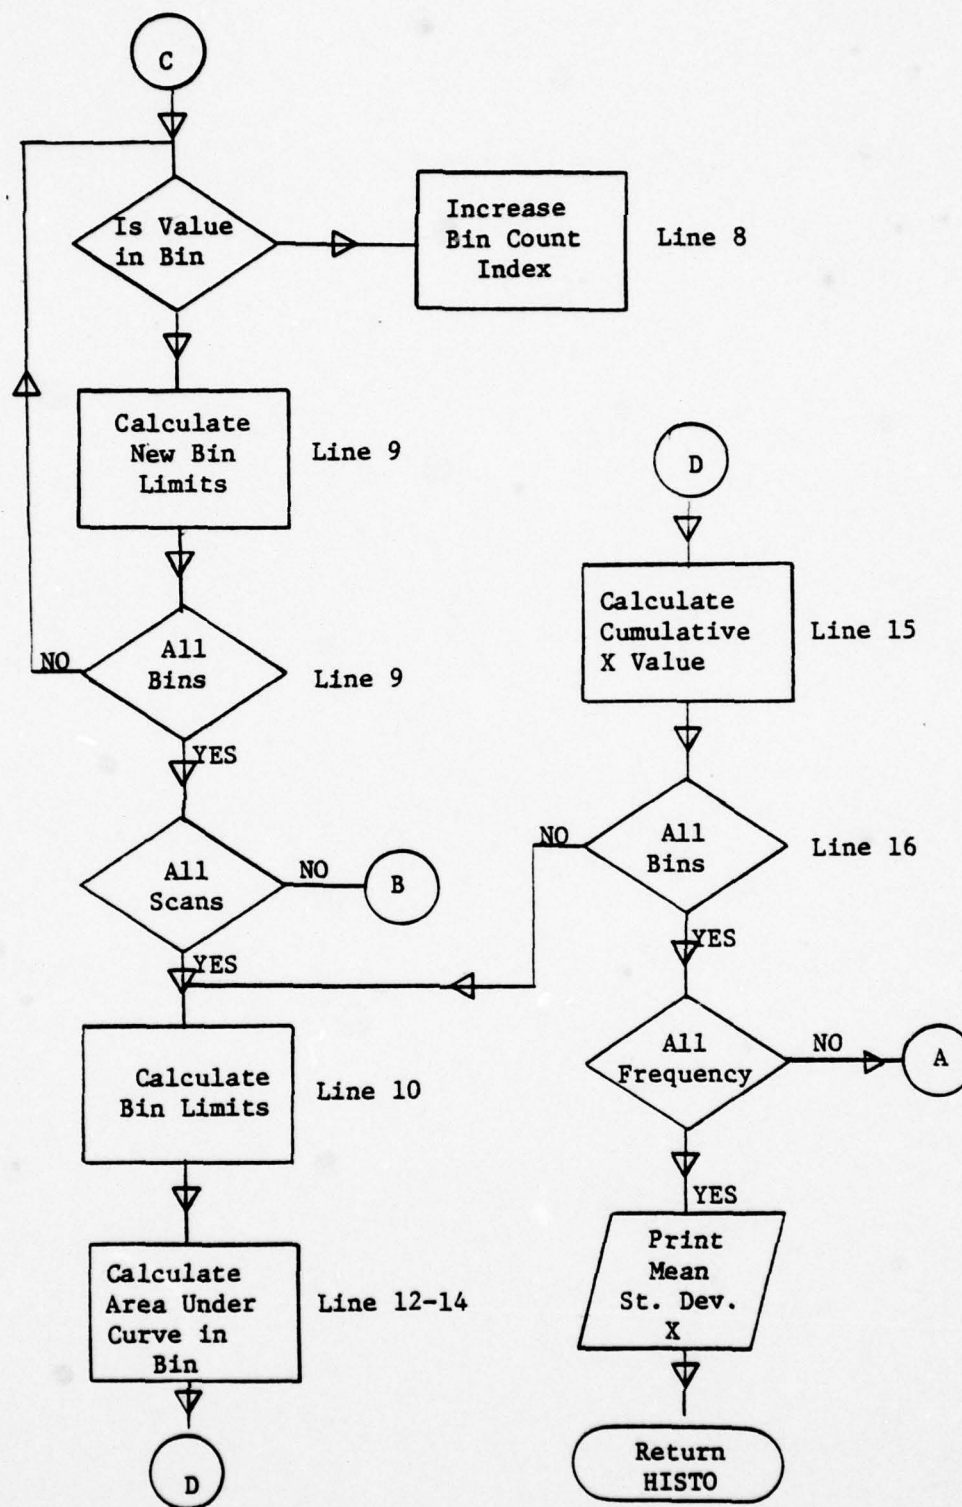 C
Is Value
in Bin
Increase
Bin Count
Index
Line 8
Calculate
New Bin
Limits
Line 9
All
Bins
Line 9
NO
YES
All
Scans
NO
B
YES
Calculate
Bin Limits
Line 10
Calculate
Area Under
Curve in
Bin
Line 12-14
D
D
Calculate
Cumulative
X Value
Line 15
All
Bins
Line 16
NO
YES
All
Frequency
NO
A
YES
Print
Mean
St. Dev.
X
Return
HISTO